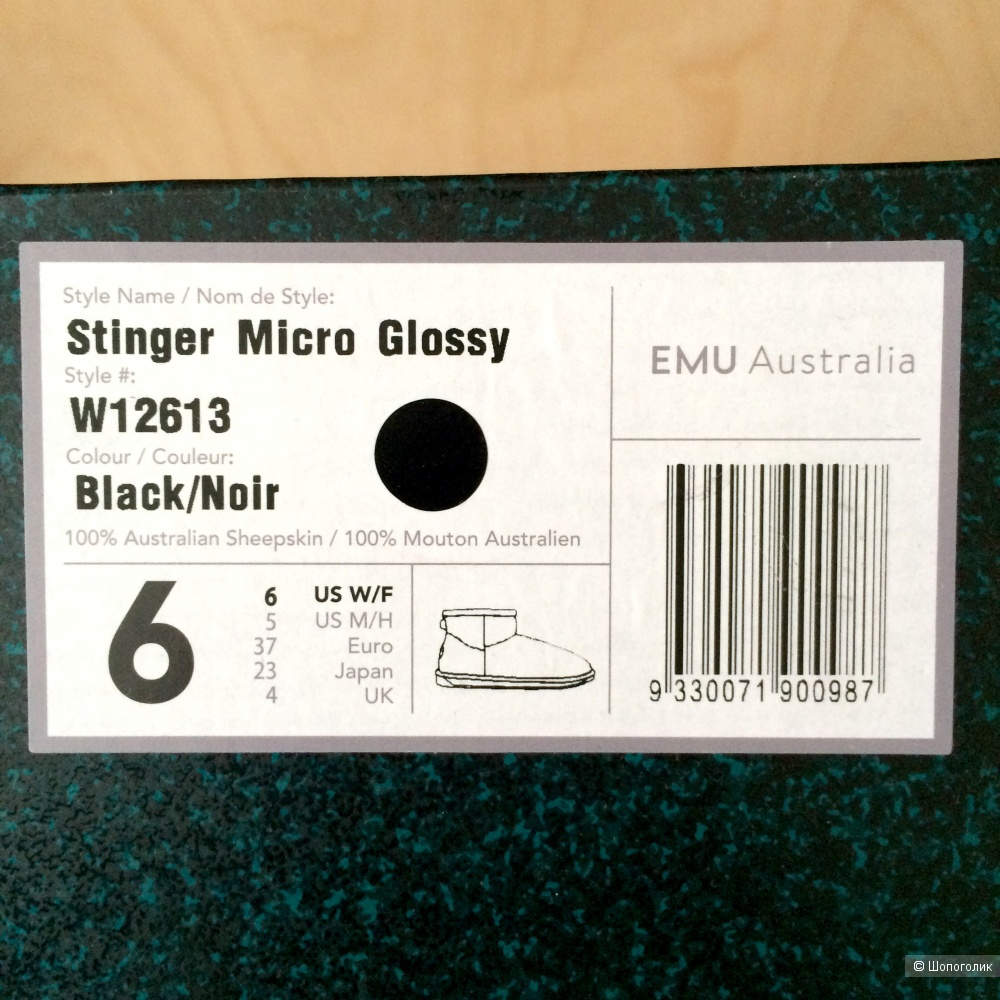 Style Name / Nom de Style:
Stinger Micro Glossy
Style #:
W12613
Colour / Couleur:
Black/Noir
100% Australian Sheepskin / 100% Mouton Australien
6
6 US W/F
5 US M/H
37 Euro
23 Japan
4 UK
EMU Australia
9 330071 900987
© Шопоголик